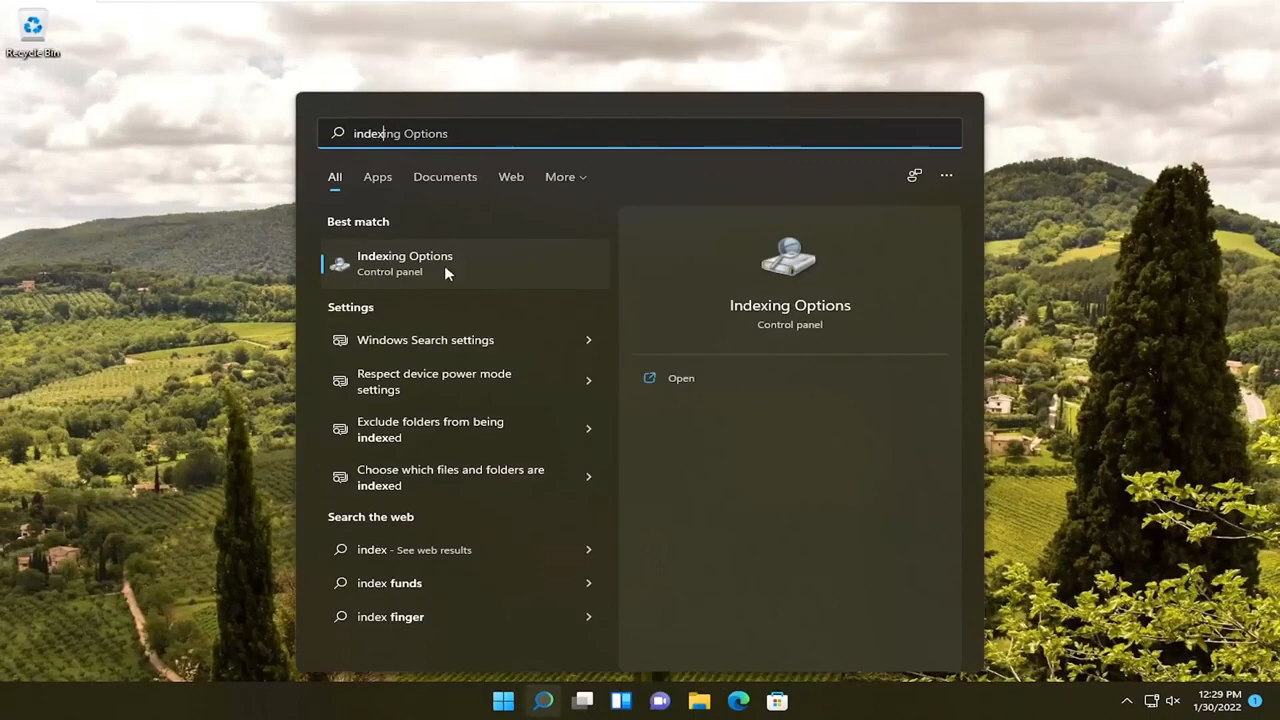 Recycle Bin
indexing Options
All
Apps
Documents
Web
More
Best match
Indexing Options
Control panel
Settings
Windows Search settings
Respect device power mode
settings
Exclude folders from being
indexed
Choose which files and folders are
indexed
Search the web
index - See web results
index funds
index finger
Indexing Options
Control panel
Open
12:29 PM
1/30/2022
1